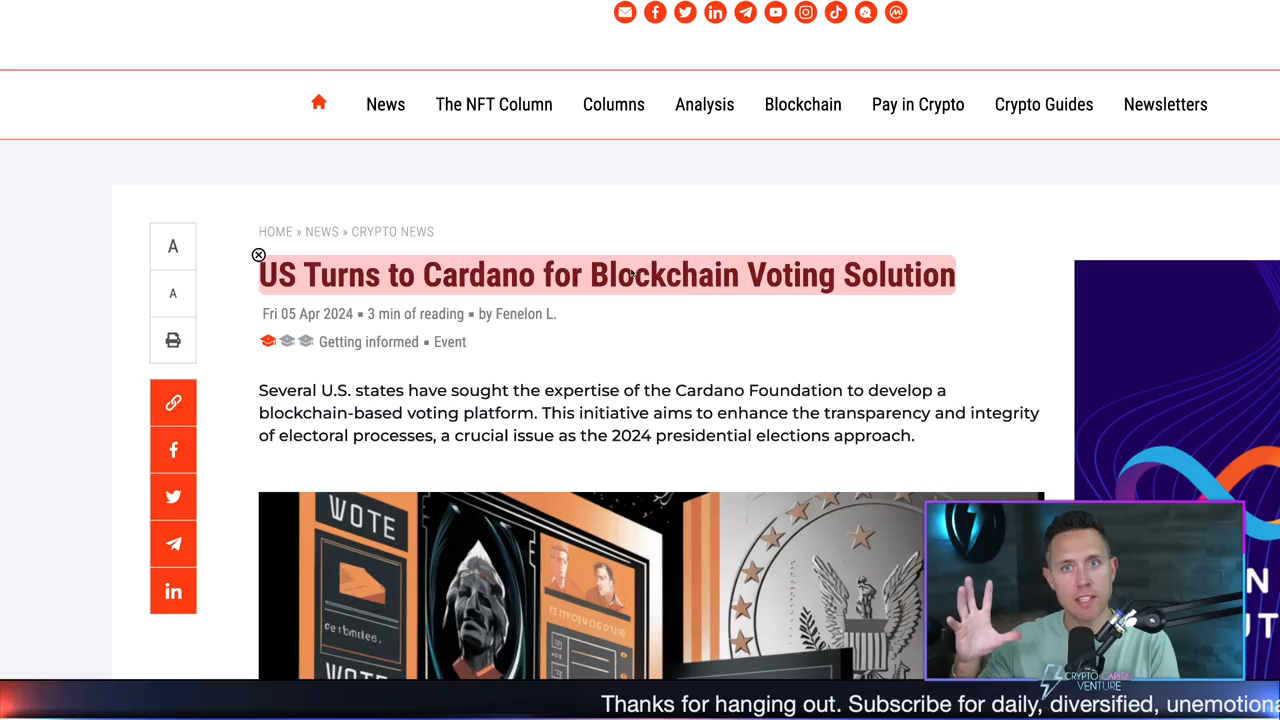 News
The NFT Column
Columns
Analysis
Blockchain
Pay in Crypto
Crypto Guides
Newsletters
A
A
HOME » NEWS » CRYPTO NEWS
US Turns to Cardano for Blockchain Voting Solution
Fri 05 Apr 2024 ▪ 3 min of reading ▪ by Fenelon L.
Getting informed ▪ Event
Several U.S. states have sought the expertise of the Cardano Foundation to develop a
blockchain-based voting platform. This initiative aims to enhance the transparency and integrity
of electoral processes, a crucial issue as the 2024 presidential elections approach.
VOTE
VOTE
N
UT
CRYPTO CAPITAL
VENTURE
Thanks for hanging out. Subscribe for daily, diversified, unemotiona